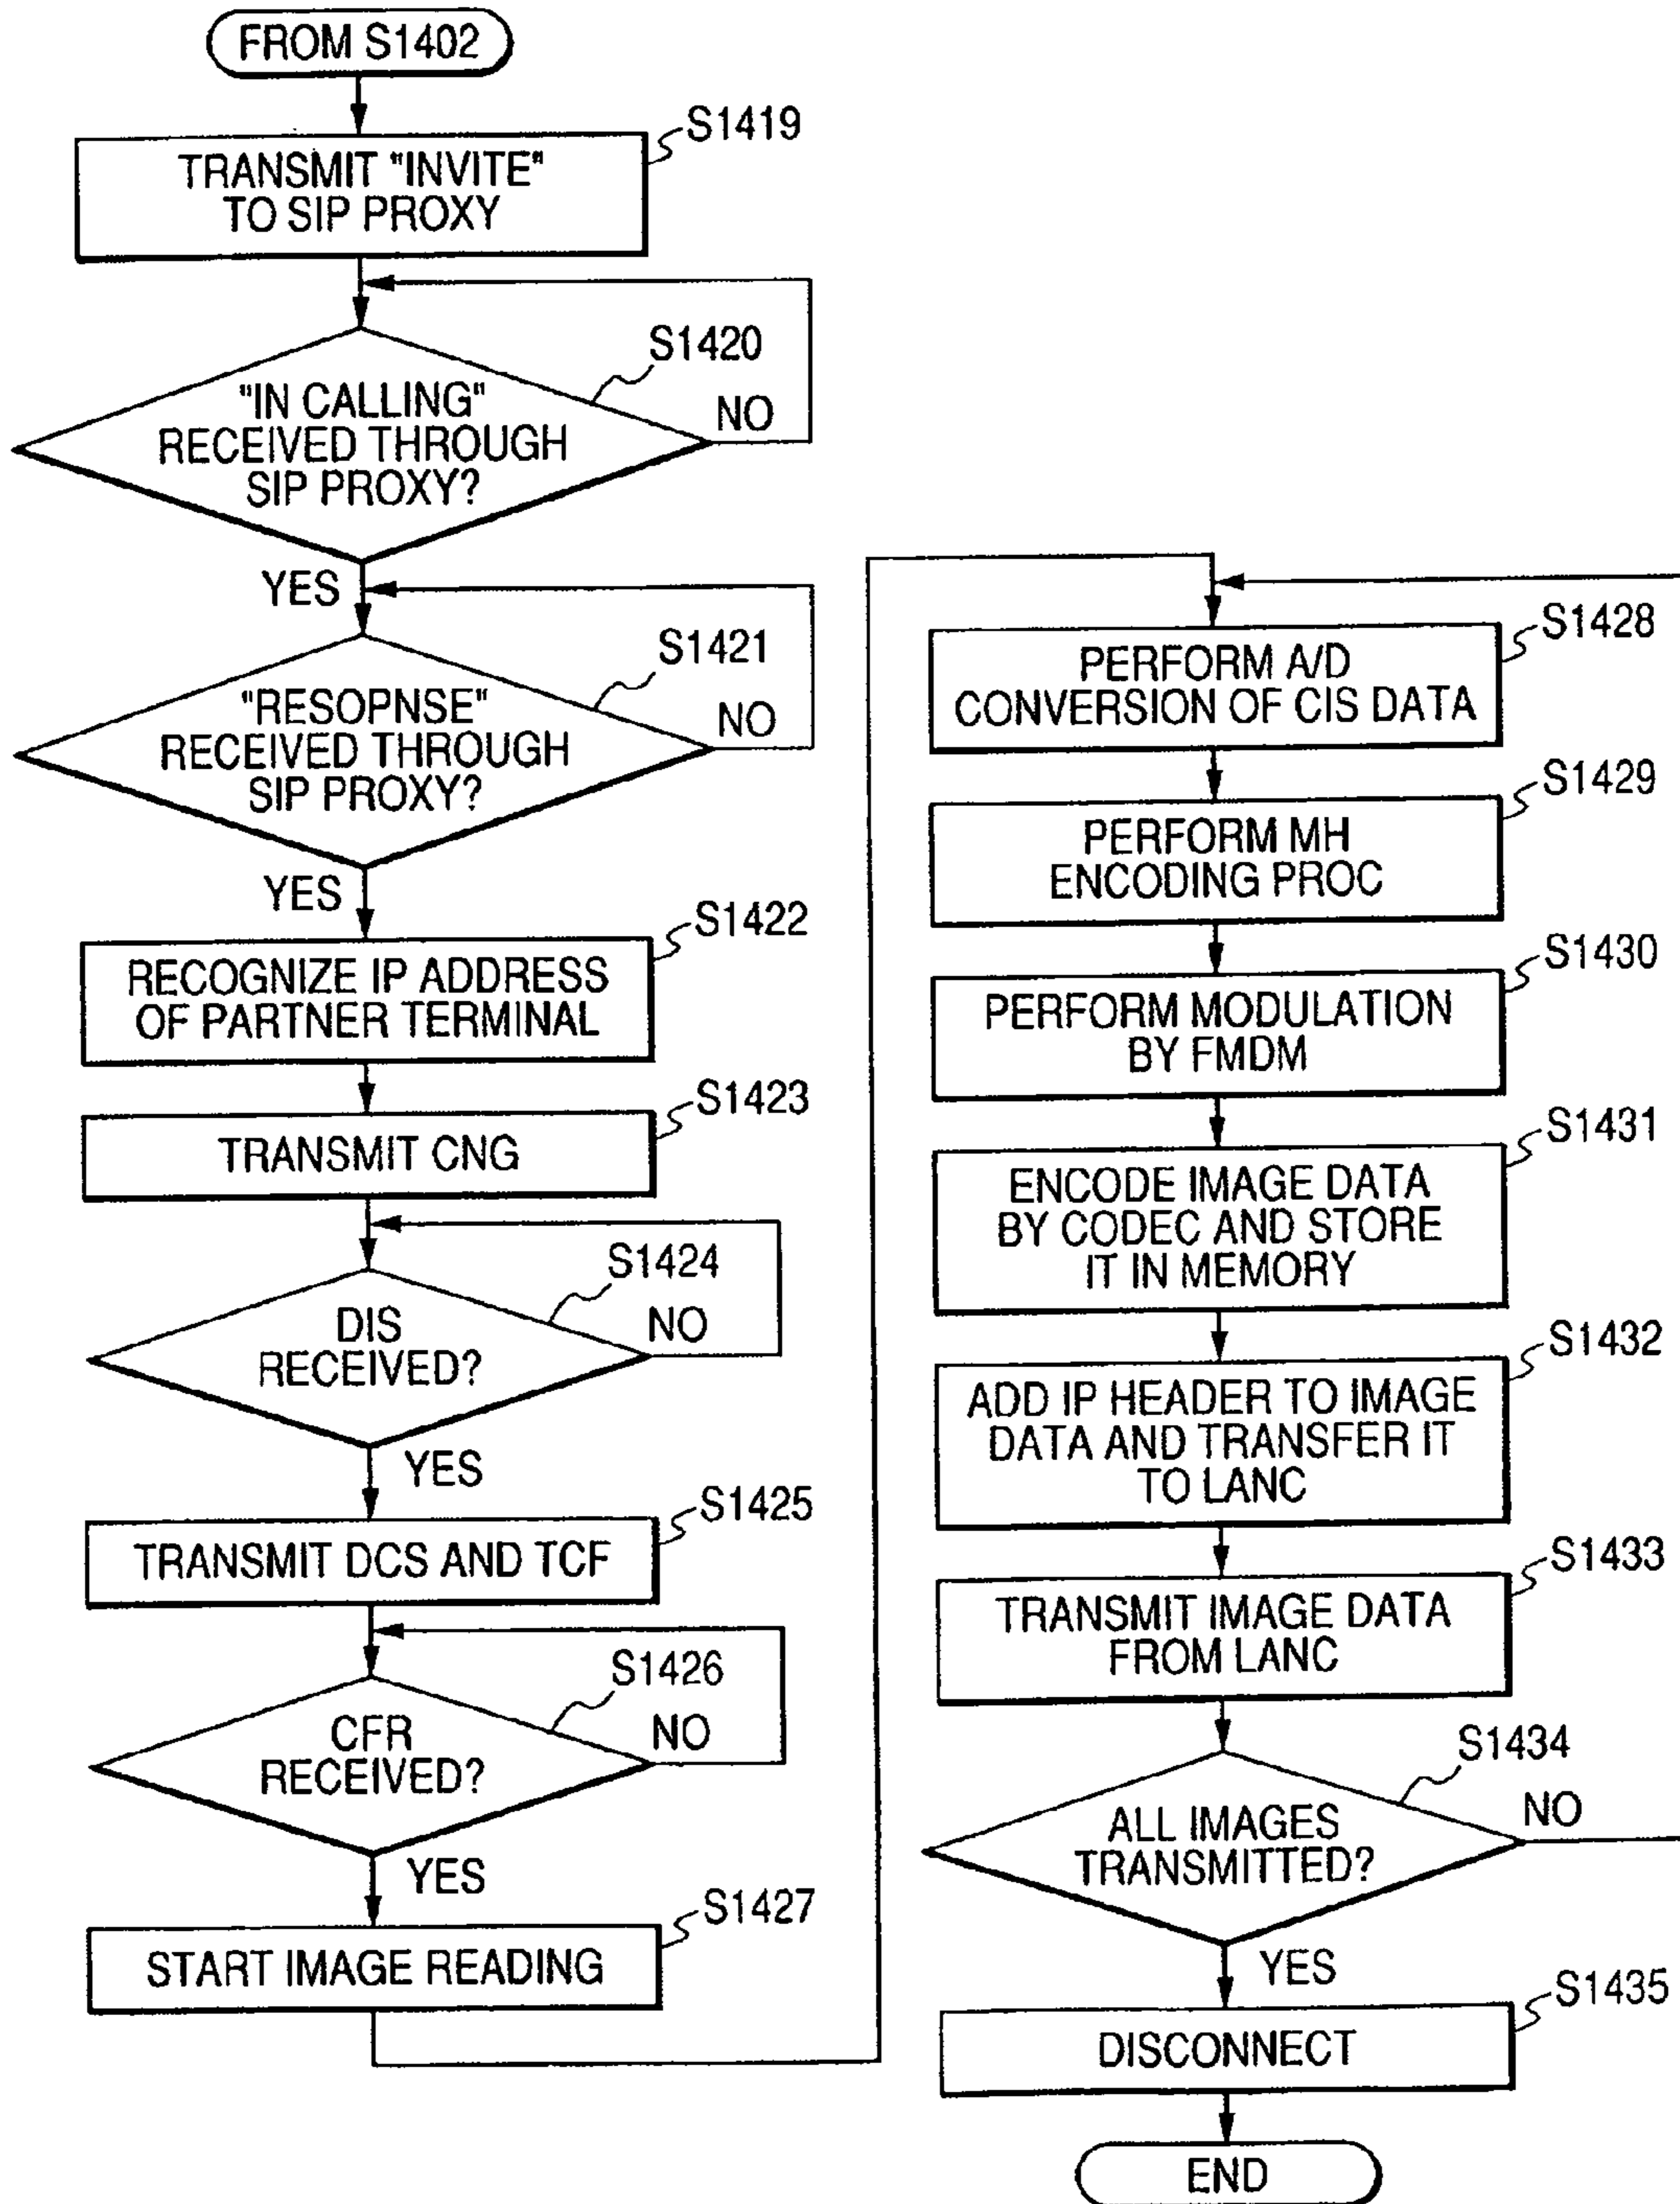 FROM S1402
S1419
TRANSMIT "INVITE"
TO SIP PROXY
S1420
"IN CALLING"
RECEIVED THROUGH
SIP PROXY?
NO
YES
S1421
"RESOPNSE"
RECEIVED THROUGH
SIP PROXY?
NO
YES
S1422
RECOGNIZE IP ADDRESS
OF PARTNER TERMINAL
S1423
TRANSMIT CNG
S1424
DIS
RECEIVED?
NO
YES
S1425
TRANSMIT DCS AND TCF
S1426
CFR
RECEIVED?
NO
YES
S1427
START IMAGE READING
S1428
PERFORM A/D
CONVERSION OF CIS DATA
S1429
PERFORM MH
ENCODING PROC
S1430
PERFORM MODULATION
BY FMDM
S1431
ENCODE IMAGE DATA
BY CODEC AND STORE
IT IN MEMORY
S1432
ADD IP HEADER TO IMAGE
DATA AND TRANSFER IT
TO LANC
S1433
TRANSMIT IMAGE DATA
FROM LANC
S1434
ALL IMAGES
TRANSMITTED?
NO
YES
S1435
DISCONNECT
END